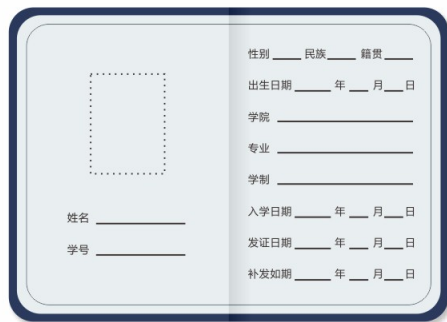 姓名
学号
性别 民族 籍贯
出生日期 年 月 日
学院
专业
学制
入学日期 年 月 日
发证日期 年 月 日
补发如期 年 月 日